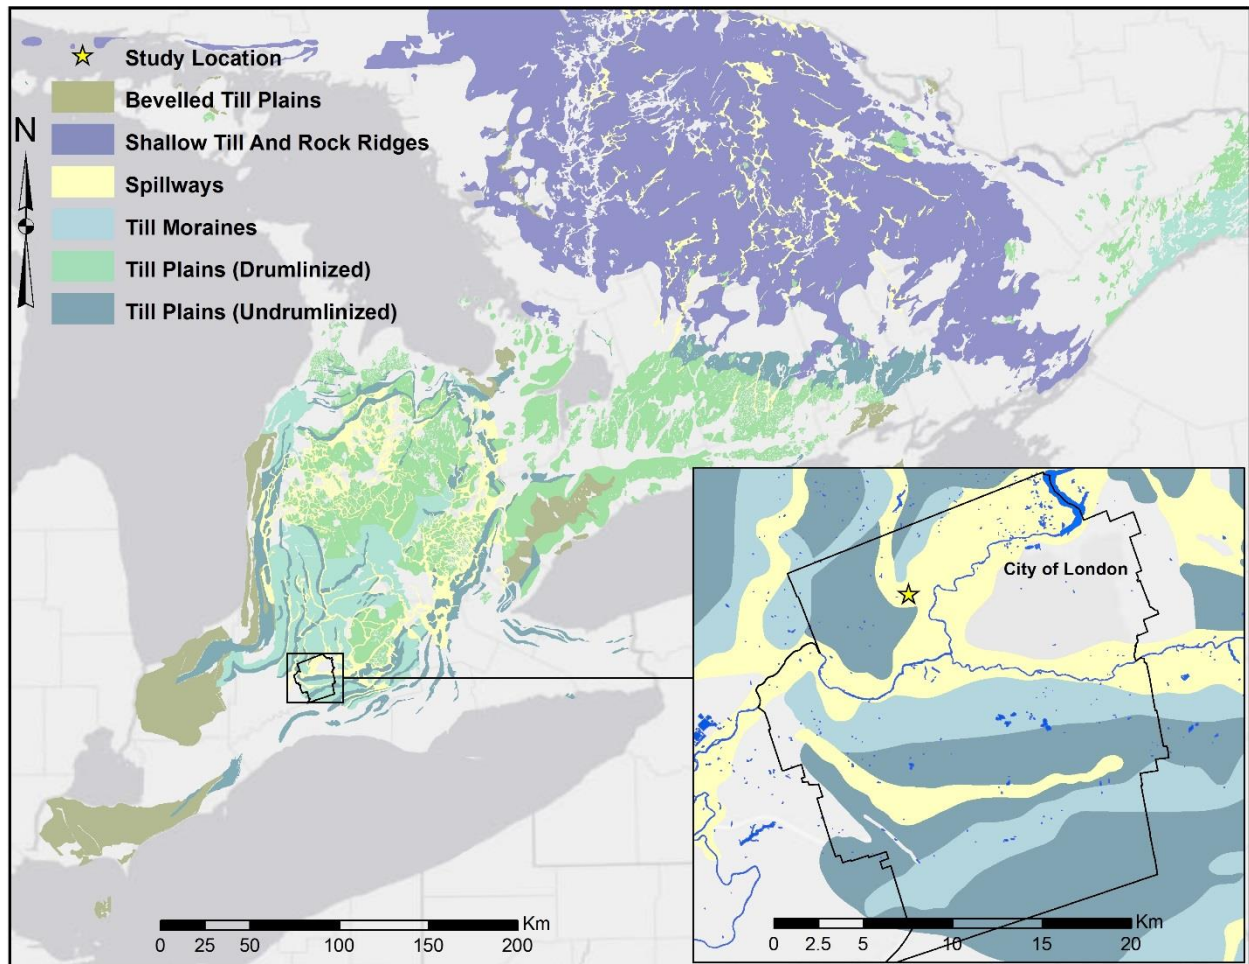 Study Location
Bevelled Till Plains
N
Shallow Till And Rock Ridges
Spillways
Till Moraines
Till Plains (Drumlinized)
Till Plains (Undrumlinized)
City of London
Km
0 25 50 100 150 200
Km
0 2.5 5 10 15 20